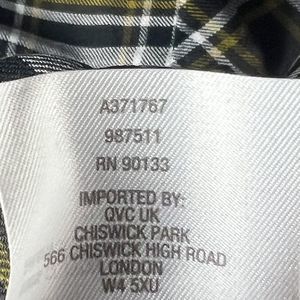 A371767
987511
RN 90133
IMPORTED BY:
QVC UK
CHISWICK PARK
566 CHISWICK HIGH ROAD
LONDON
W4 5XU